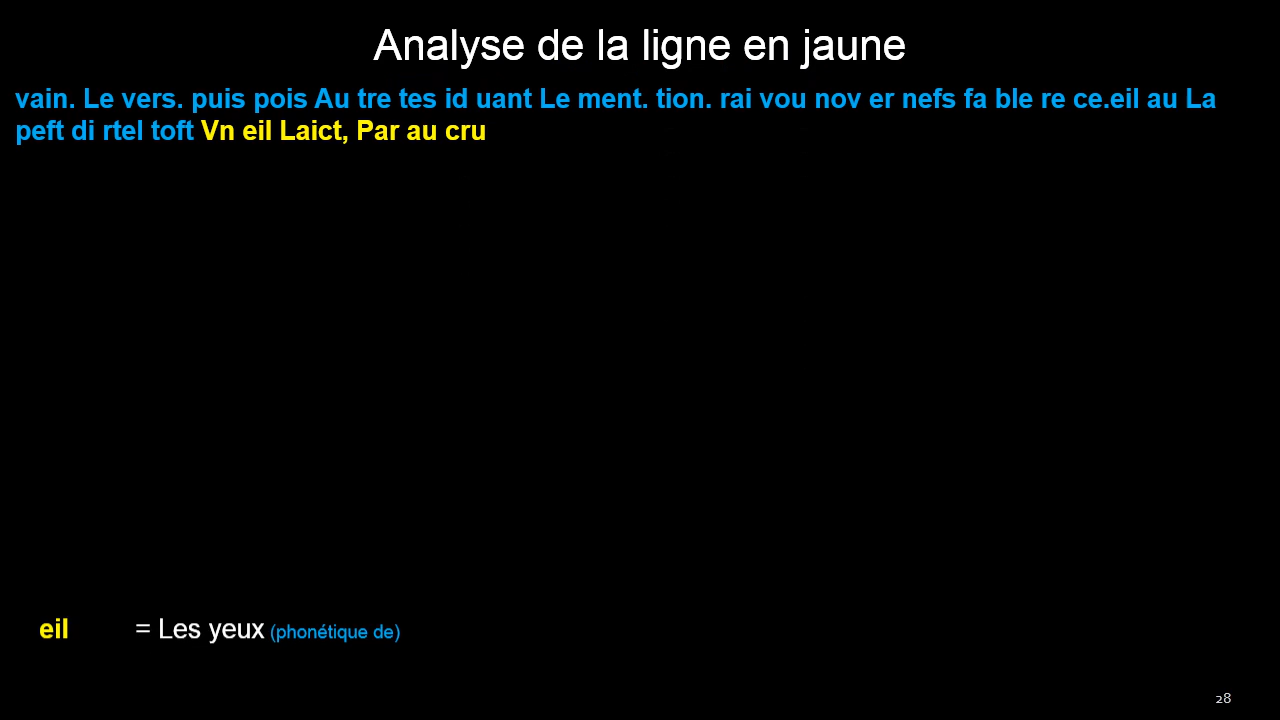 Analyse de la ligne en jaune
vain. Le vers. puis pois Au tre tes id uant Le ment. tion. rai vou nov er nefs fa ble re ce.eil au La
peft di rtel toft Vn eil Laict, Par au cru
eil = Les yeux (phonétique de)
28